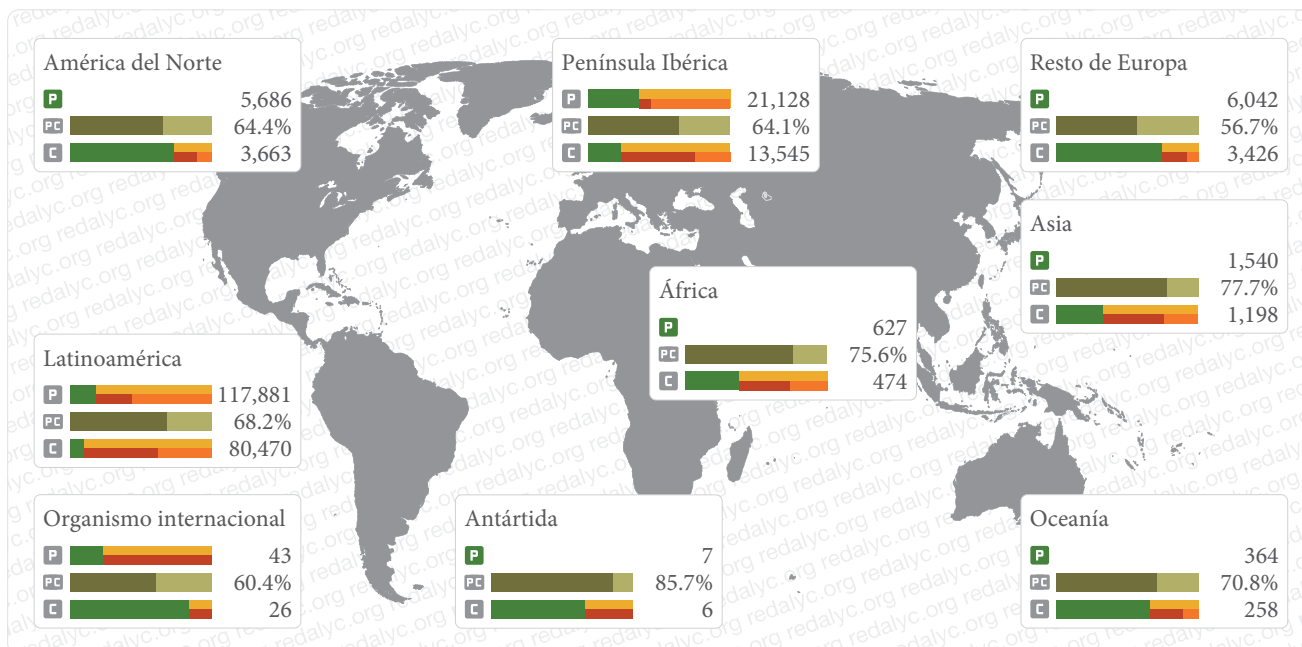 América del Norte
P 5,686
PC 64.4%
C 3,663
Península Ibérica
P 21,128
PC 64.1%
C 13,545
Resto de Europa
P 6,042
PC 56.7%
C 3,426
Asia
P 1,540
PC 77.7%
C 1,198
África
P 627
PC 75.6%
C 474
Latinoamérica
P 117,881
PC 68.2%
C 80,470
Organismo internacional
P 43
PC 60.4%
C 26
Antártida
P 7
PC 85.7%
C 6
Oceanía
P 364
PC 70.8%
C 258
redalyc.org